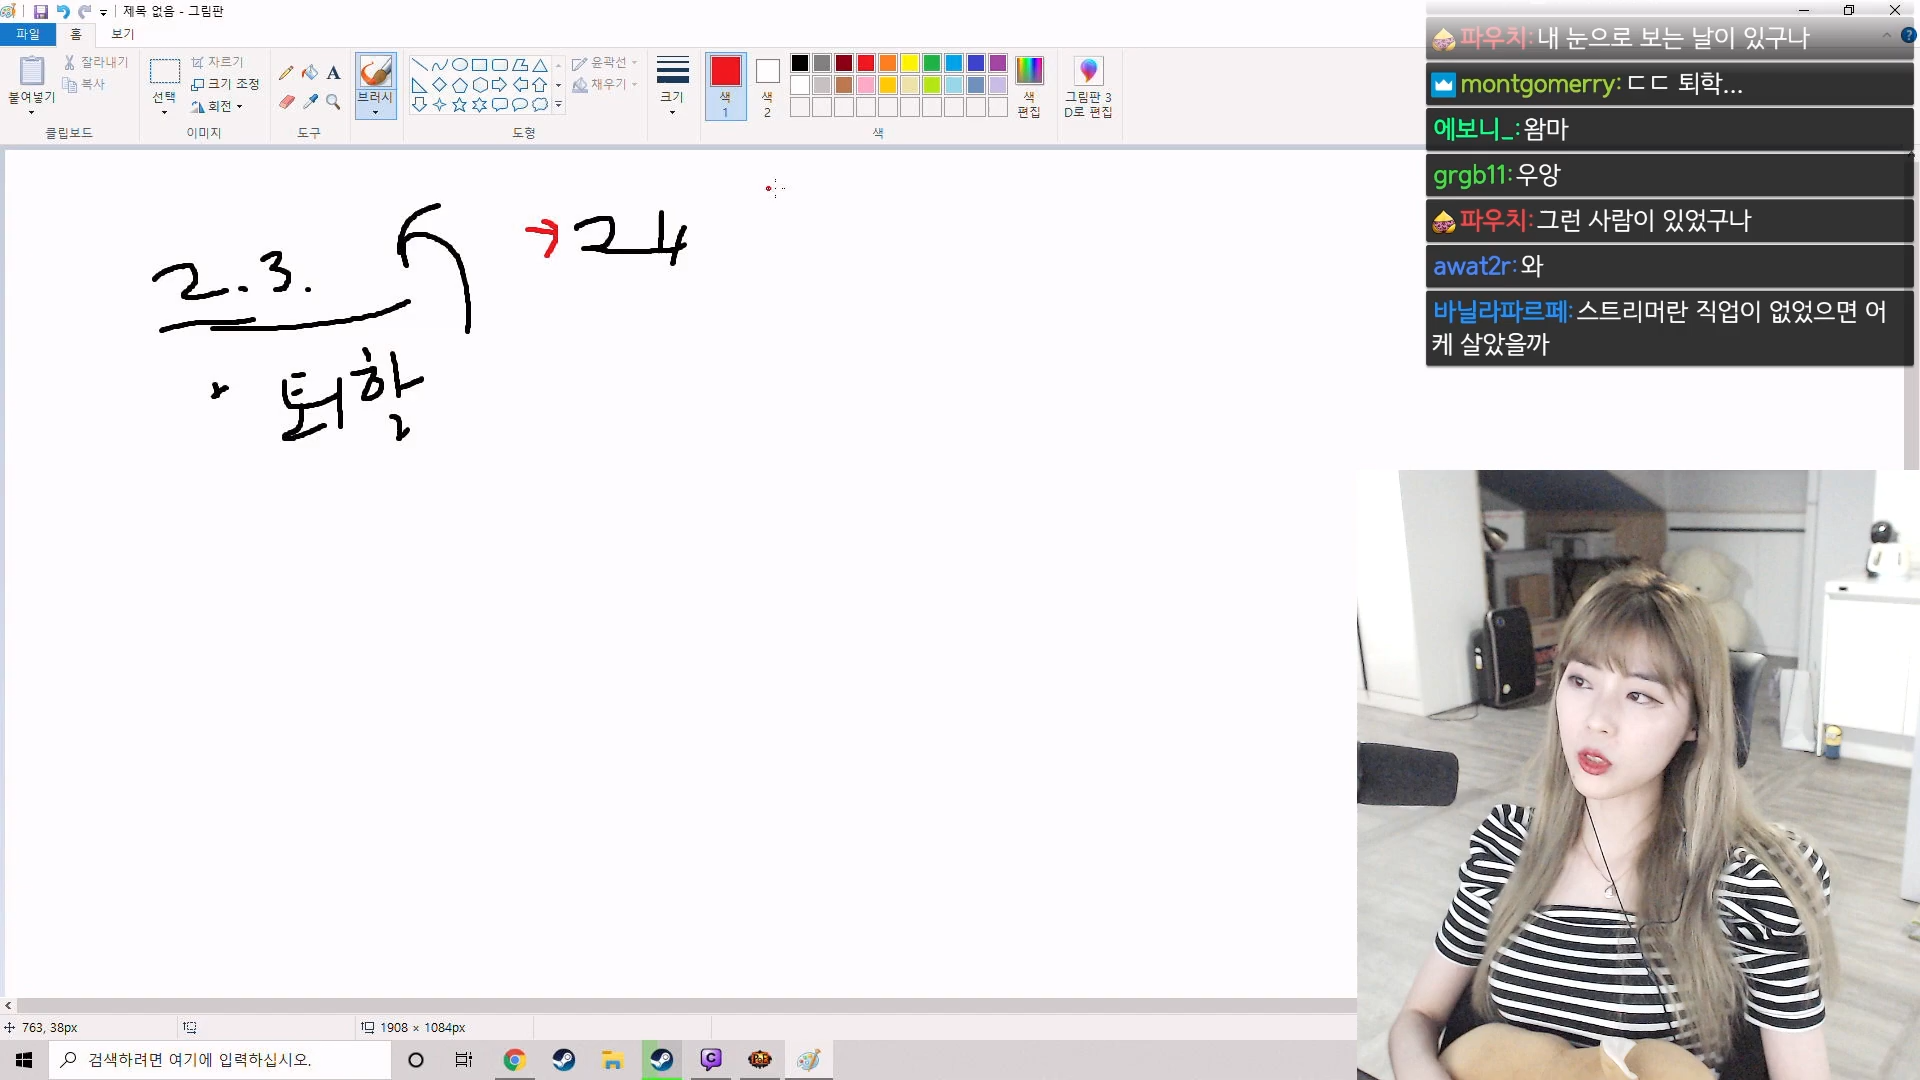 제목 없음 - 그림판
파일 홈 보기
붙여넣기
잘라내기
복사
클립보드
선택
자르기
크기 조정
회전
이미지
A
도구
브러시
윤곽선
채우기
도형
크기
색
1
색
2
색
편집
색
그림판 3
D로 편집
파우치: 내 눈으로 보는 날이 있구나
montgomerry: ㄷㄷ 퇴학...
에보니_: 왐마
grgb11: 우앙
파우치: 그런 사람이 있었구나
awat2r: 와
바닐라파르페: 스트리머란 직업이 없었으면 어
케 살았을까
2.3.
24
퇴학
763, 38px
1908 × 1084px
검색하려면 여기에 입력하십시오.